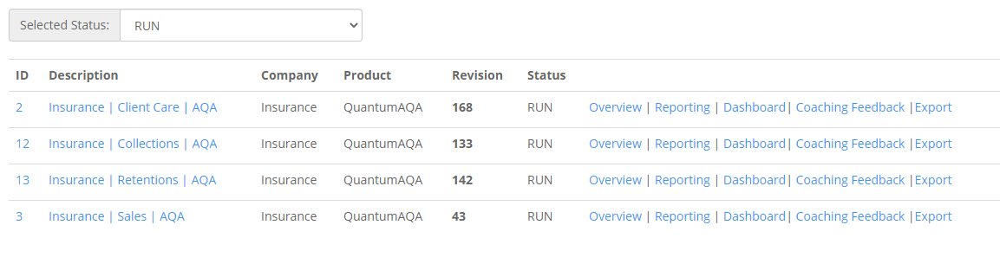 Selected Status: RUN
ID Description Company Product Revision Status
2 Insurance | Client Care | AQA Insurance QuantumAQA 168 RUN Overview | Reporting | Dashboard| Coaching Feedback |Export
12 Insurance | Collections | AQA Insurance QuantumAQA 133 RUN Overview | Reporting | Dashboard| Coaching Feedback |Export
13 Insurance | Retentions | AQA Insurance QuantumAQA 142 RUN Overview | Reporting | Dashboard| Coaching Feedback |Export
3 Insurance | Sales | AQA Insurance QuantumAQA 43 RUN Overview | Reporting | Dashboard| Coaching Feedback |Export